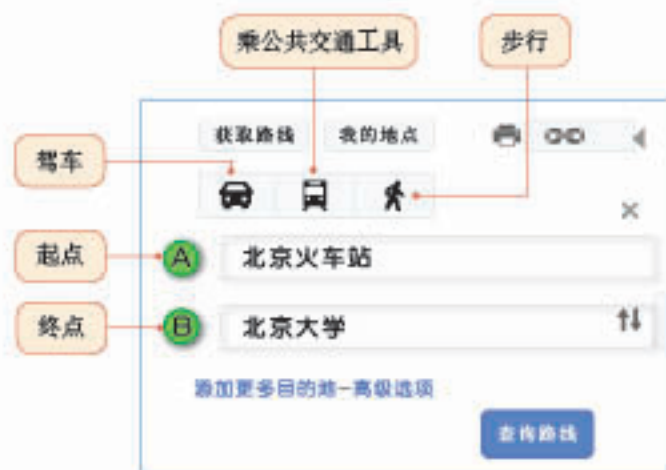 乘公共交通工具
步行
获取路线 我的地点
驾车
起点
A 北京火车站
终点
B 北京大学
添加更多目的地-高级选项
查询路线